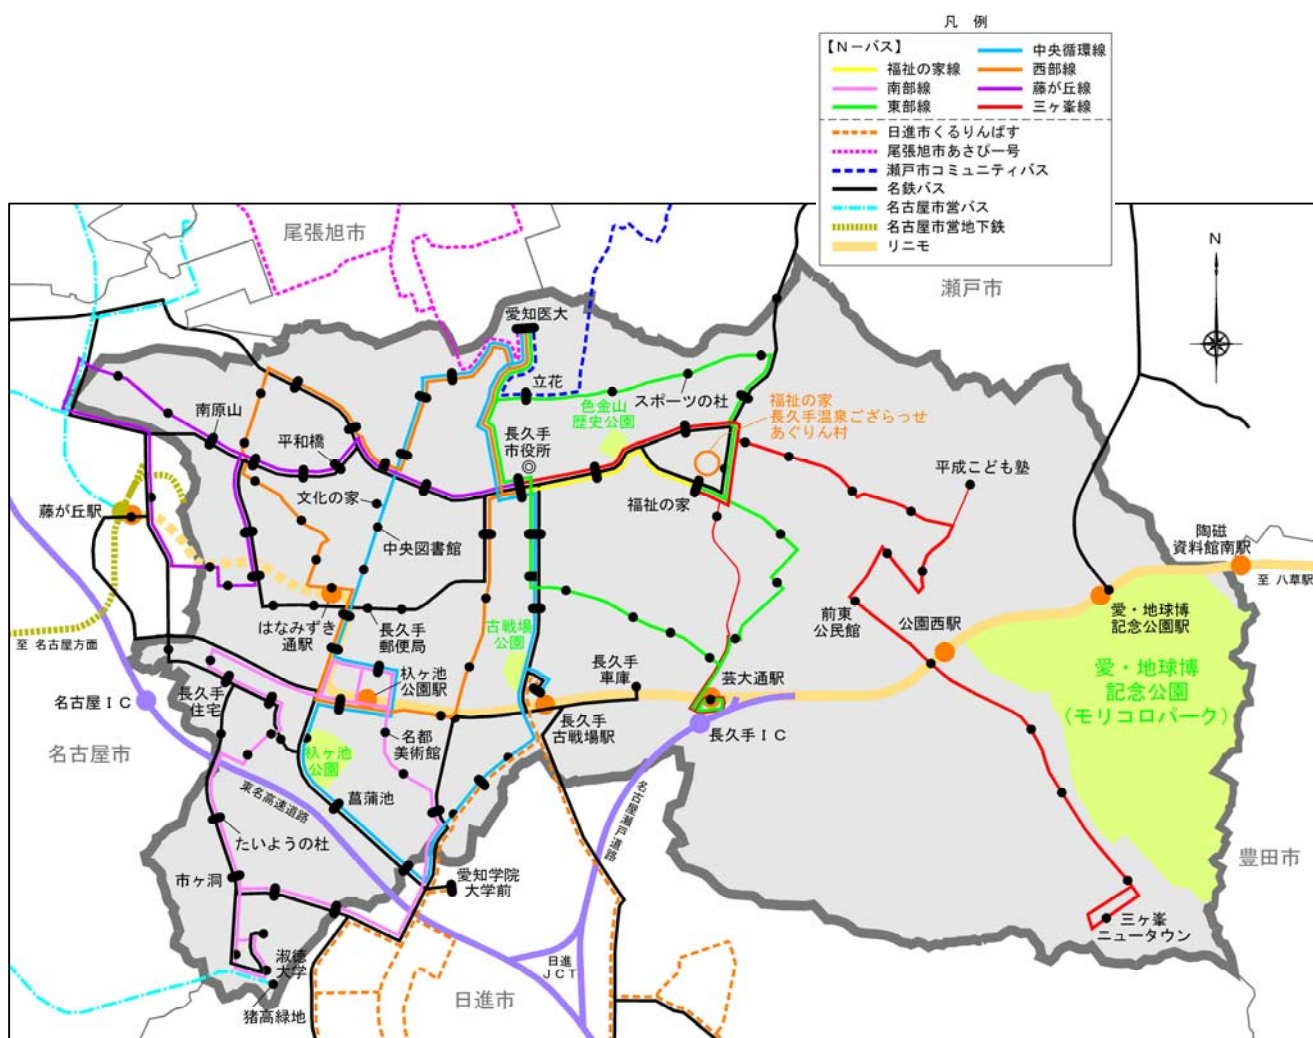 凡 例
【Nーバス】
福祉の家線
南部線
東部線
中央循環線
西部線
藤が丘線
三ヶ峯線
日進市くるりんばす
尾張旭市あさぴー号
瀬戸市コミュニティバス
名鉄バス
名古屋市営バス
名古屋市営地下鉄
リニモ
N
尾張旭市
瀬戸市
愛知医大
立花
スポーツの杜
色金山
歴史公園
福祉の家
長久手温泉ござらっせ
あぐりん村
南原山
平和橋
長久手
市役所
平成こども塾
文化の家
福祉の家
藤が丘駅
中央図書館
陶磁
資料館南駅
至 八草駅
至 名古屋方面
はなみずき
通駅
長久手
郵便局
古戦場
公園
前東
公民館
公園西駅
愛・地球博
記念公園駅
杁ヶ池
公園駅
長久手
車庫
芸大通駅
愛・地球博
記念公園
(モリコロパーク)
名古屋IC
長久手
住宅
名都
美術館
長久手
古戦場駅
長久手IC
名古屋市
杁ヶ池
公園
東名高速道路
菖蒲池
名古屋瀬戸道路
たいようの杜
市ヶ洞
愛知学院
大学前
豊田市
三ヶ峯
ニュータウン
淑徳
大学
日進
JCT
猪高緑地
日進市